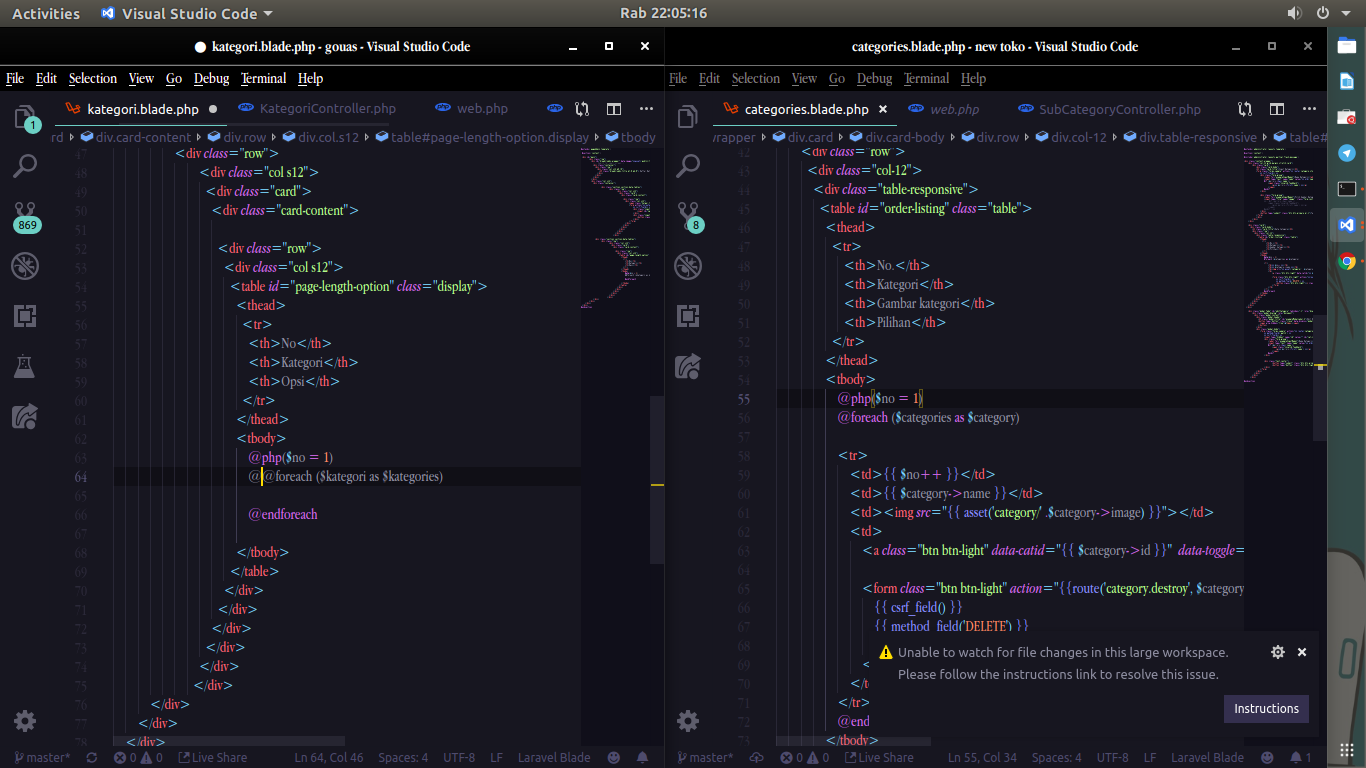 Activities Visual Studio Code Rab 22:05:16
kategori.blade.php - gouas - Visual Studio Code
File Edit Selection View Go Debug Terminal Help
kategori.blade.php KategoriController.php web.php
rd > div.card-content > div.row > div.col.s12 > table#page-length-option.display > tbody
1
869
47 <div class="row">
48 <div class="col s12">
49 <div class="card">
50 <div class="card-content">
51
52 <div class="row">
53 <div class="col s12">
54 <table id="page-length-option" class="display">
55 <thead>
56 <tr>
57 <th>No</th>
58 <th>Kategori</th>
59 <th>Opsi</th>
60 </tr>
61 </thead>
62 <tbody>
63 @php($no = 1)
64 @@foreach ($kategori as $kategories)
65
66 @endforeach
67
68 </tbody>
69 </table>
70 </div>
71 </div>
72 </div>
73 </div>
74 </div>
75 </div>
76 </div>
77 </div>
78 </div>
master* 0 0 Live Share Ln 64, Col 46 Spaces: 4 UTF-8 LF Laravel Blade
categories.blade.php - new toko - Visual Studio Code
File Edit Selection View Go Debug Terminal Help
categories.blade.php web.php SubCategoryController.php
rapper > div.card > div.card-body > div.row > div.col-12 > div.table-responsive > table#
8
42 <div class="row">
43 <div class="col-12">
44 <div class="table-responsive">
45 <table id="order-listing" class="table">
46 <thead>
47 <tr>
48 <th>No.</th>
49 <th>Kategori</th>
50 <th>Gambar kategori</th>
51 <th>Pilihan</th>
52 </tr>
53 </thead>
54 <tbody>
55 @php($no = 1)
56 @foreach ($categories as $category)
57
58 <tr>
59 <td>{{ $no++ }}</td>
60 <td>{{ $category->name }}</td>
61 <td><img src="{{ asset('category/' .$category->image) }}"></td>
62 <td>
63 <a class="btn btn-light" data-catid="{{ $category->id }}" data-toggle=
64
65 <form class="btn btn-light" action="{{route('category.destroy', $category
66 {{ csrf_field() }}
67 {{ method_field('DELETE') }}
68
69 </
70 </t
71 </tr>
72 @end
73 </tbody>
Unable to watch for file changes in this large workspace.
Please follow the instructions link to resolve this issue.
Instructions
master* 0 0 Live Share Ln 55, Col 34 Spaces: 4 UTF-8 LF Laravel Blade 1